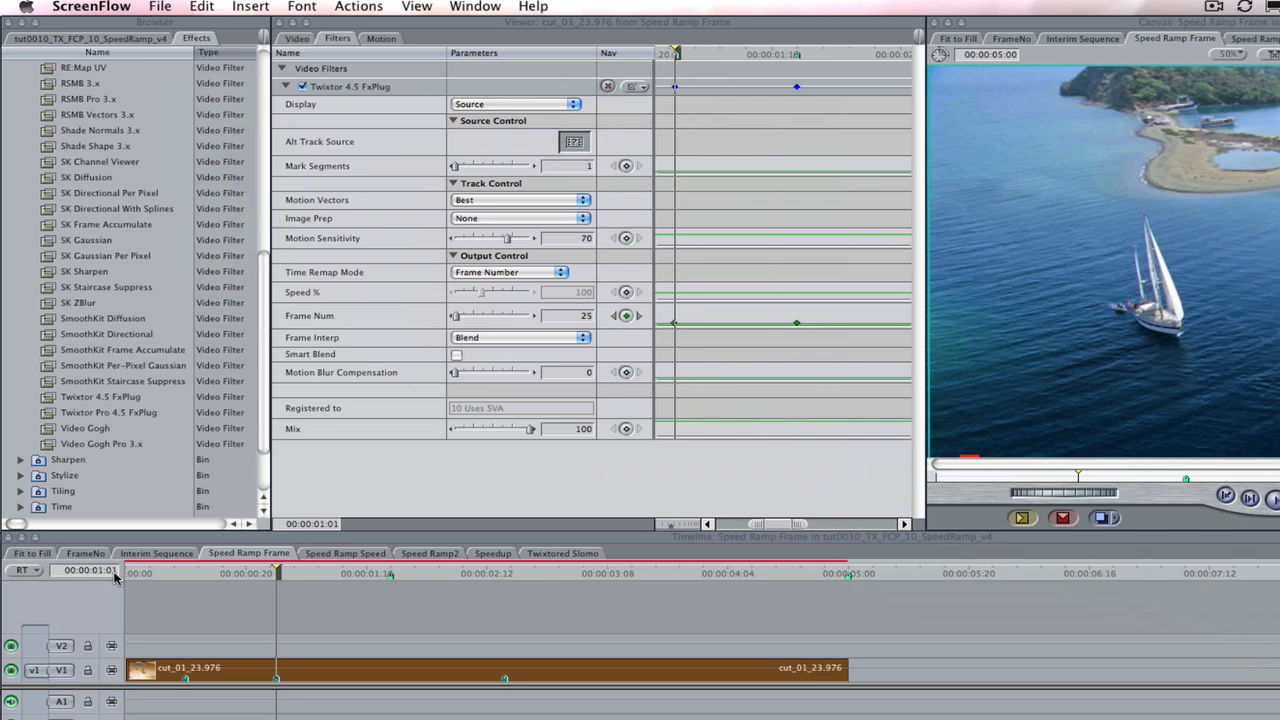 ScreenFlow File Edit Insert Font Actions View Window Help
Browser
Viewer: cut_01_23.976 from Speed Ramp Frame
Canvas: Speed Ramp Frame in
tut0010_TX_FCP_10_SpeedRamp_v4 Effects
Video Filters Motion
Fit to Fill FrameNo Interim Sequence Speed Ramp Frame Speed Ramp
Name Type
Name Parameters Nav
:20 00:00:01:16 00:00:02
00:00:05:00 50%
RE:Map UV Video Filter
RSMB 3.x Video Filter
RSMB Pro 3.x Video Filter
RSMB Vectors 3.x Video Filter
Shade Normals 3.x Video Filter
Shade Shape 3.x Video Filter
SK Channel Viewer Video Filter
SK Diffusion Video Filter
SK Directional Per Pixel Video Filter
SK Directional With Splines Video Filter
SK Frame Accumulate Video Filter
SK Gaussian Video Filter
SK Gaussian Per Pixel Video Filter
SK Sharpen Video Filter
SK Staircase Suppress Video Filter
SK ZBlur Video Filter
SmoothKit Diffusion Video Filter
SmoothKit Directional Video Filter
SmoothKit Frame Accumulate Video Filter
SmoothKit Per-Pixel Gaussian Video Filter
SmoothKit Staircase Suppress Video Filter
Twixtor 4.5 FxPlug Video Filter
Twixtor Pro 4.5 FxPlug Video Filter
Video Gogh Video Filter
Video Gogh Pro 3.x Video Filter
Sharpen Bin
Stylize Bin
Tiling Bin
Time Bin
Video Filters
Twixtor 4.5 FxPlug
Display Source
Source Control
Alt Track Source
Mark Segments 1
Track Control
Motion Vectors Best
Image Prep None
Motion Sensitivity 70
Output Control
Time Remap Mode Frame Number
Speed % 100
Frame Num 25
Frame Interp Blend
Smart Blend
Motion Blur Compensation 0
Registered to 10 Uses SVA
Mix 100
00:00:01:01
Timeline: Speed Ramp Frame in tut0010_TX_FCP_10_SpeedRamp_v4
Fit to Fill FrameNo Interim Sequence Speed Ramp Frame Speed Ramp Speed Speed Ramp2 Speedup Twixtored Slomo
RT 00:00:01:01 :00:00 00:00:00:20 00:00:01:16 00:00:02:12 00:00:03:08 00:00:04:04 00:00:05:00 00:00:05:20 00:00:06:16 00:00:07:12
V2
v1 V1 cut_01_23.976 cut_01_23.976
A1